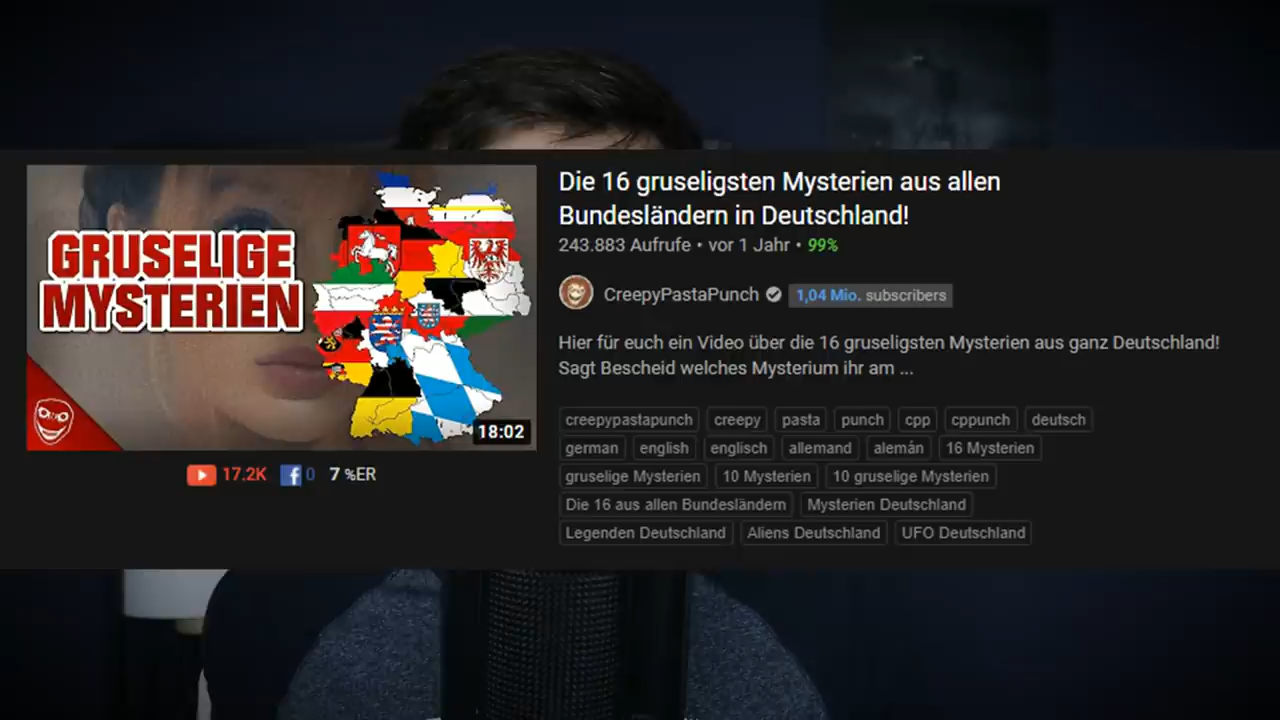 GRUSELIGE
MYSTERIEN
18:02
17.2K 0 7 %ER
Die 16 gruseligsten Mysterien aus allen
Bundesländern in Deutschland!
243.883 Aufrufe • vor 1 Jahr • 99%
CreepyPastaPunch 1,04 Mio. subscribers
Hier für euch ein Video über die 16 gruseligsten Mysterien aus ganz Deutschland!
Sagt Bescheid welches Mysterium ihr am ...
creepypastapunch creepy pasta punch cpp cppunch deutsch
german english englisch allemand alemán 16 Mysterien
gruselige Mysterien 10 Mysterien 10 gruselige Mysterien
Die 16 aus allen Bundesländern Mysterien Deutschland
Legenden Deutschland Aliens Deutschland UFO Deutschland